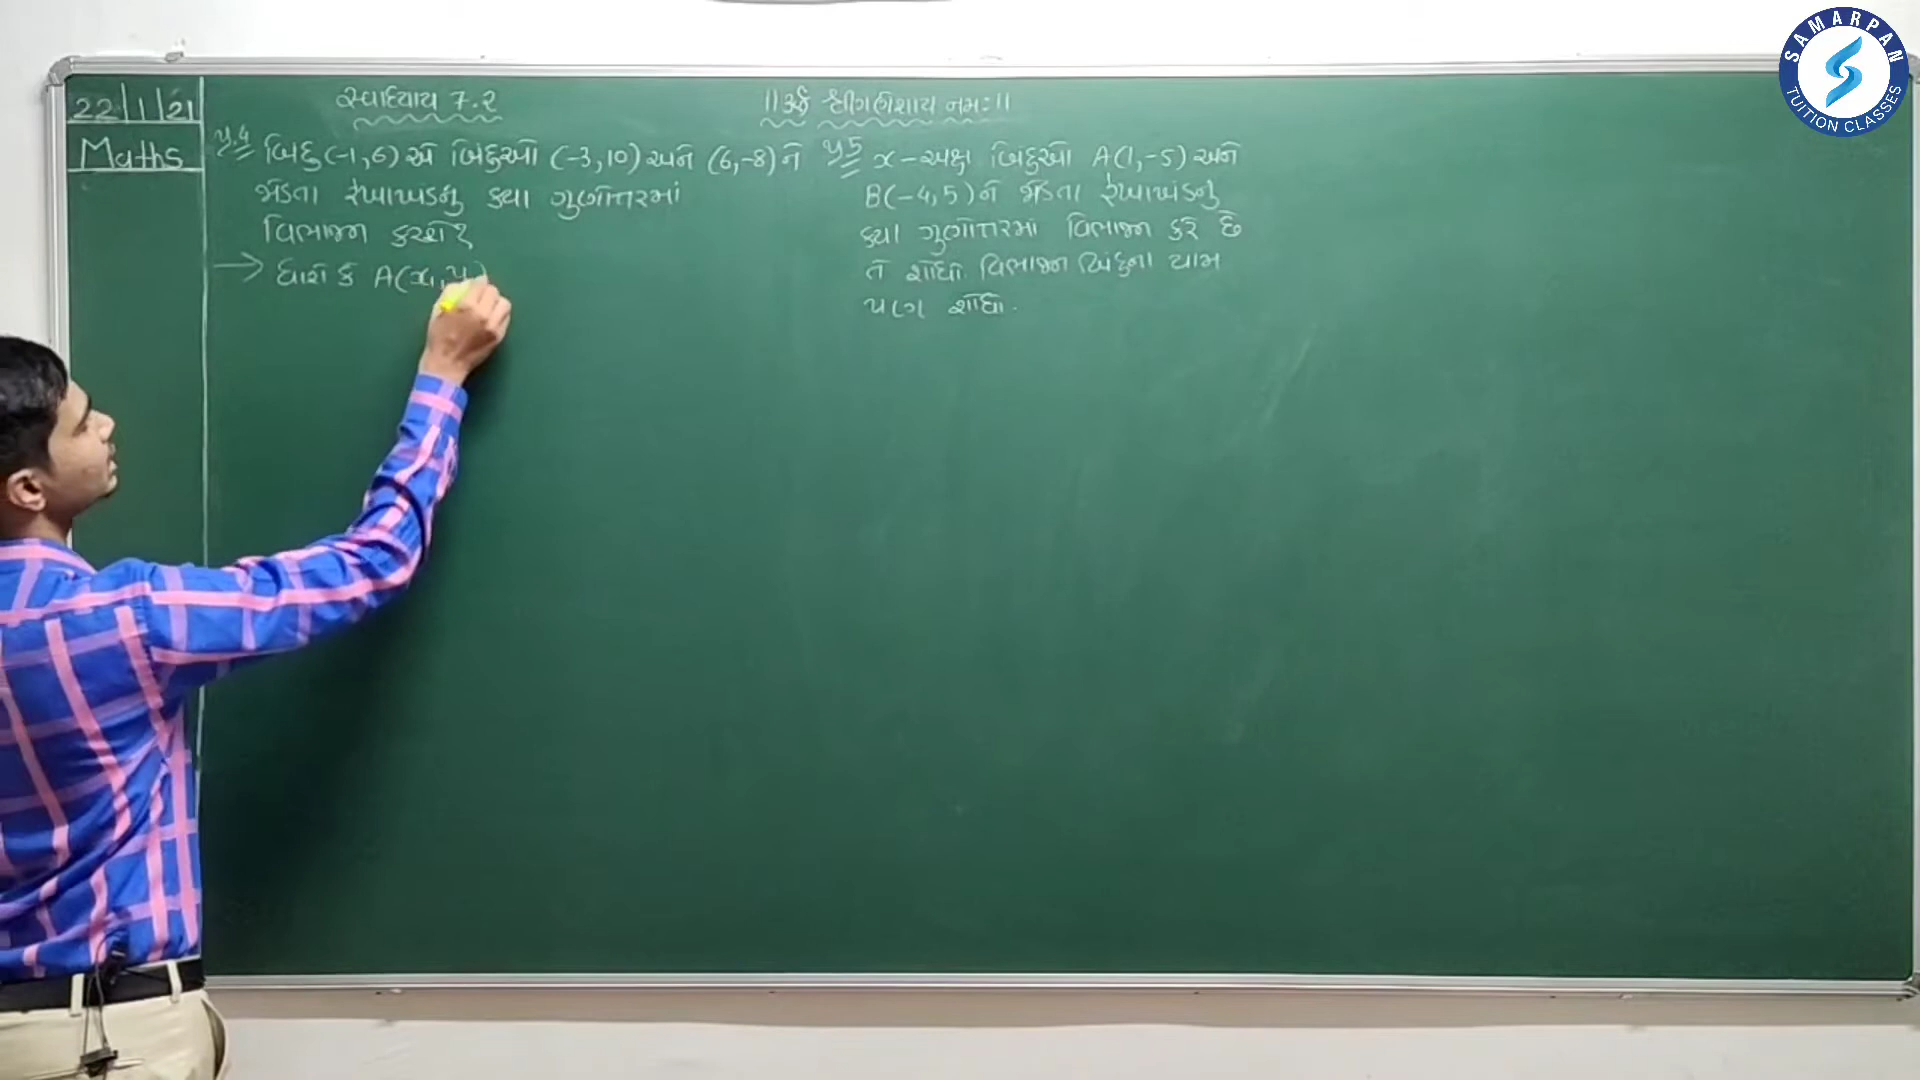 22/1/21
Maths
સ્વાધ્યાય 7.2
||ૐ શ્રીગણેશાય નમઃ||
પ્ર.4 બિંદુ (-1,6) એ બિંદુઓ (-3,10) અને (6,-8) ને
જોડતા રેખાખંડનું કયા ગુણોત્તરમાં
વિભાજન કરશે?
→ ધારો કે A(x₁,y₁)
પ્ર.5 x-અક્ષ બિંદુઓ A(1,-5) અને
B(-4,5) ને જોડતા રેખાખંડનું
કયા ગુણોત્તરમાં વિભાજન કરે છે
તે શોધો. વિભાજન બિંદુના યામ
પણ શોધો.
SAMARPAN
TUITION CLASSES